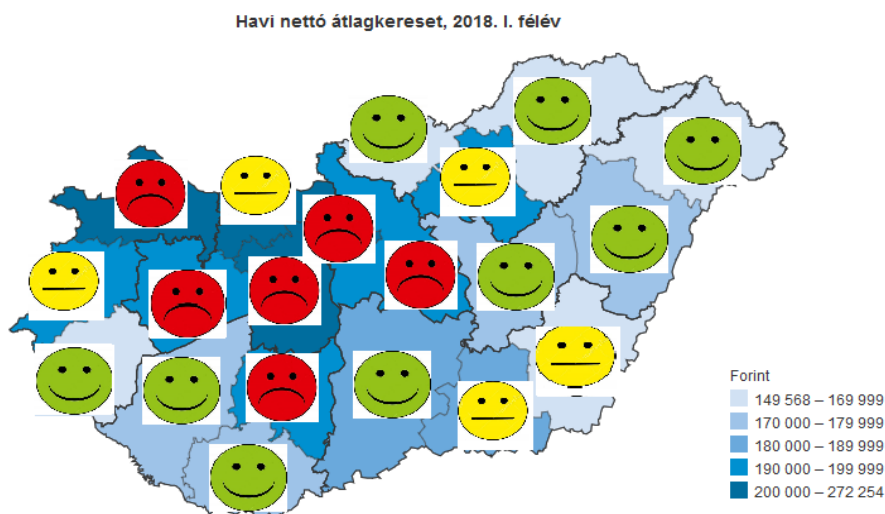 Havi nettó átlagkereset, 2018. I. félév
Forint
149 568 – 169 999
170 000 – 179 999
180 000 – 189 999
190 000 – 199 999
200 000 – 272 254